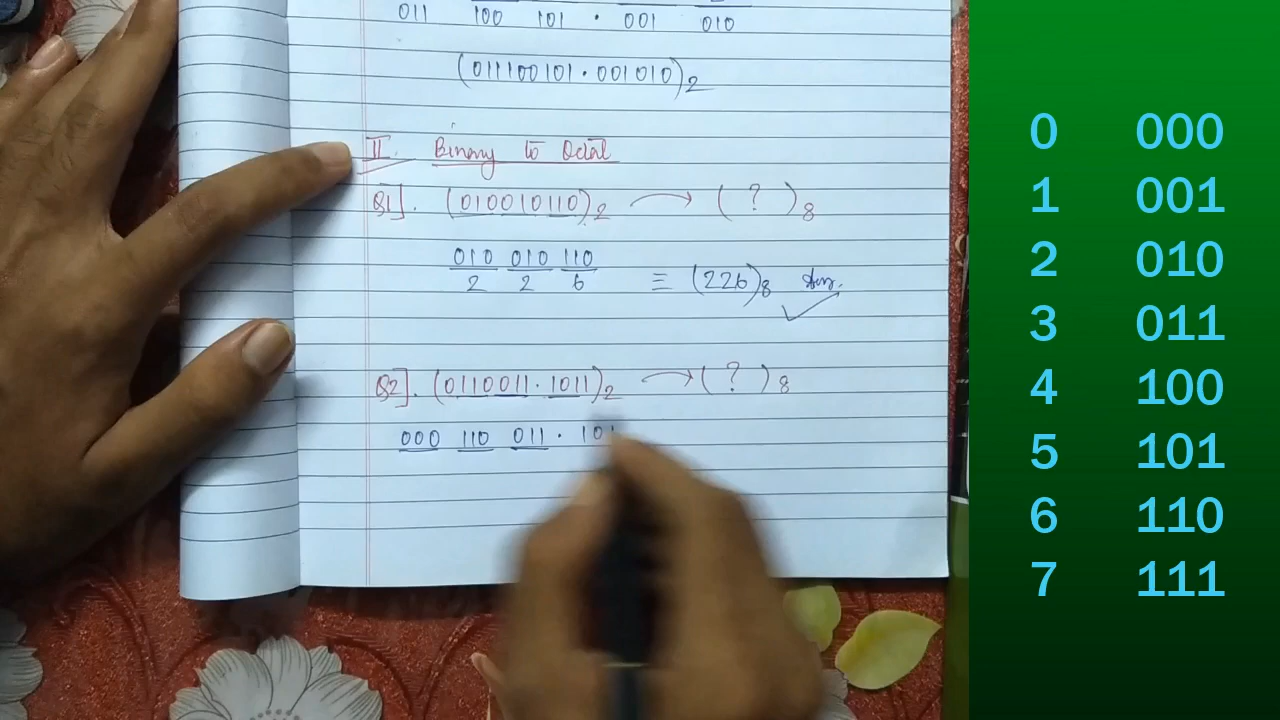 011 100 101 . 001 010
(011100101.001010)2
II. Binary to Octal
Q1]. (010010110)2 → ( ? )8
010 010 110
2 2 6 ≡ (226)8 Ans.
Q2]. (0110011.1011)2 → ( ? )8
000 110 011 . 101
0 000
1 001
2 010
3 011
4 100
5 101
6 110
7 111